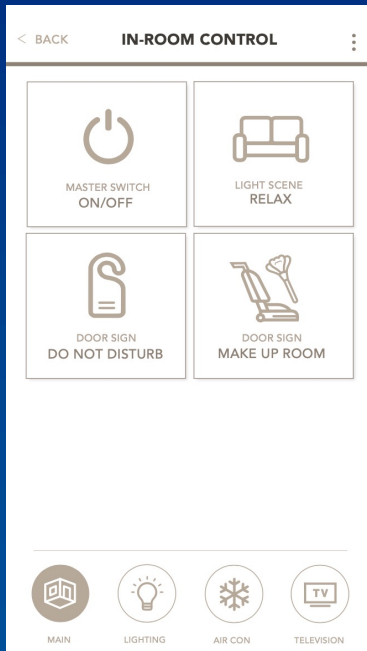 < BACK
IN-ROOM CONTROL
MASTER SWITCH
ON/OFF
LIGHT SCENE
RELAX
DOOR SIGN
DO NOT DISTURB
DOOR SIGN
MAKE UP ROOM
TV
MAIN
LIGHTING
AIR CON
TELEVISION